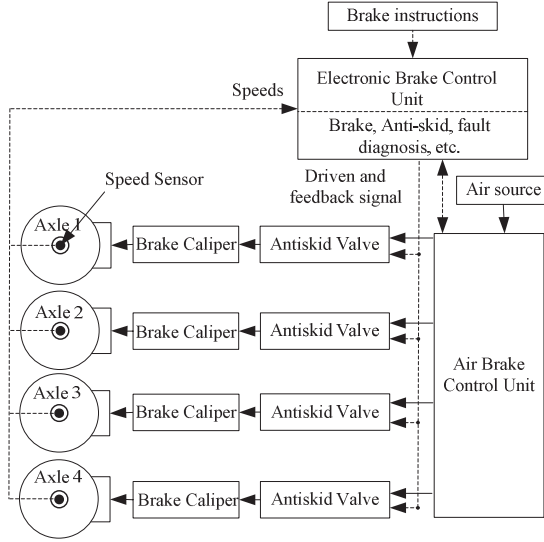 Brake instructions
Electronic Brake Control
Unit
Brake, Anti-skid, fault
diagnosis, etc.
Speeds
Driven and
feedback signal
Speed Sensor
Air source
Axle 1
Brake Caliper
Antiskid Valve
Axle 2
Brake Caliper
Antiskid Valve
Air Brake
Control Unit
Axle 3
Brake Caliper
Antiskid Valve
Axle 4
Brake Caliper
Antiskid Valve